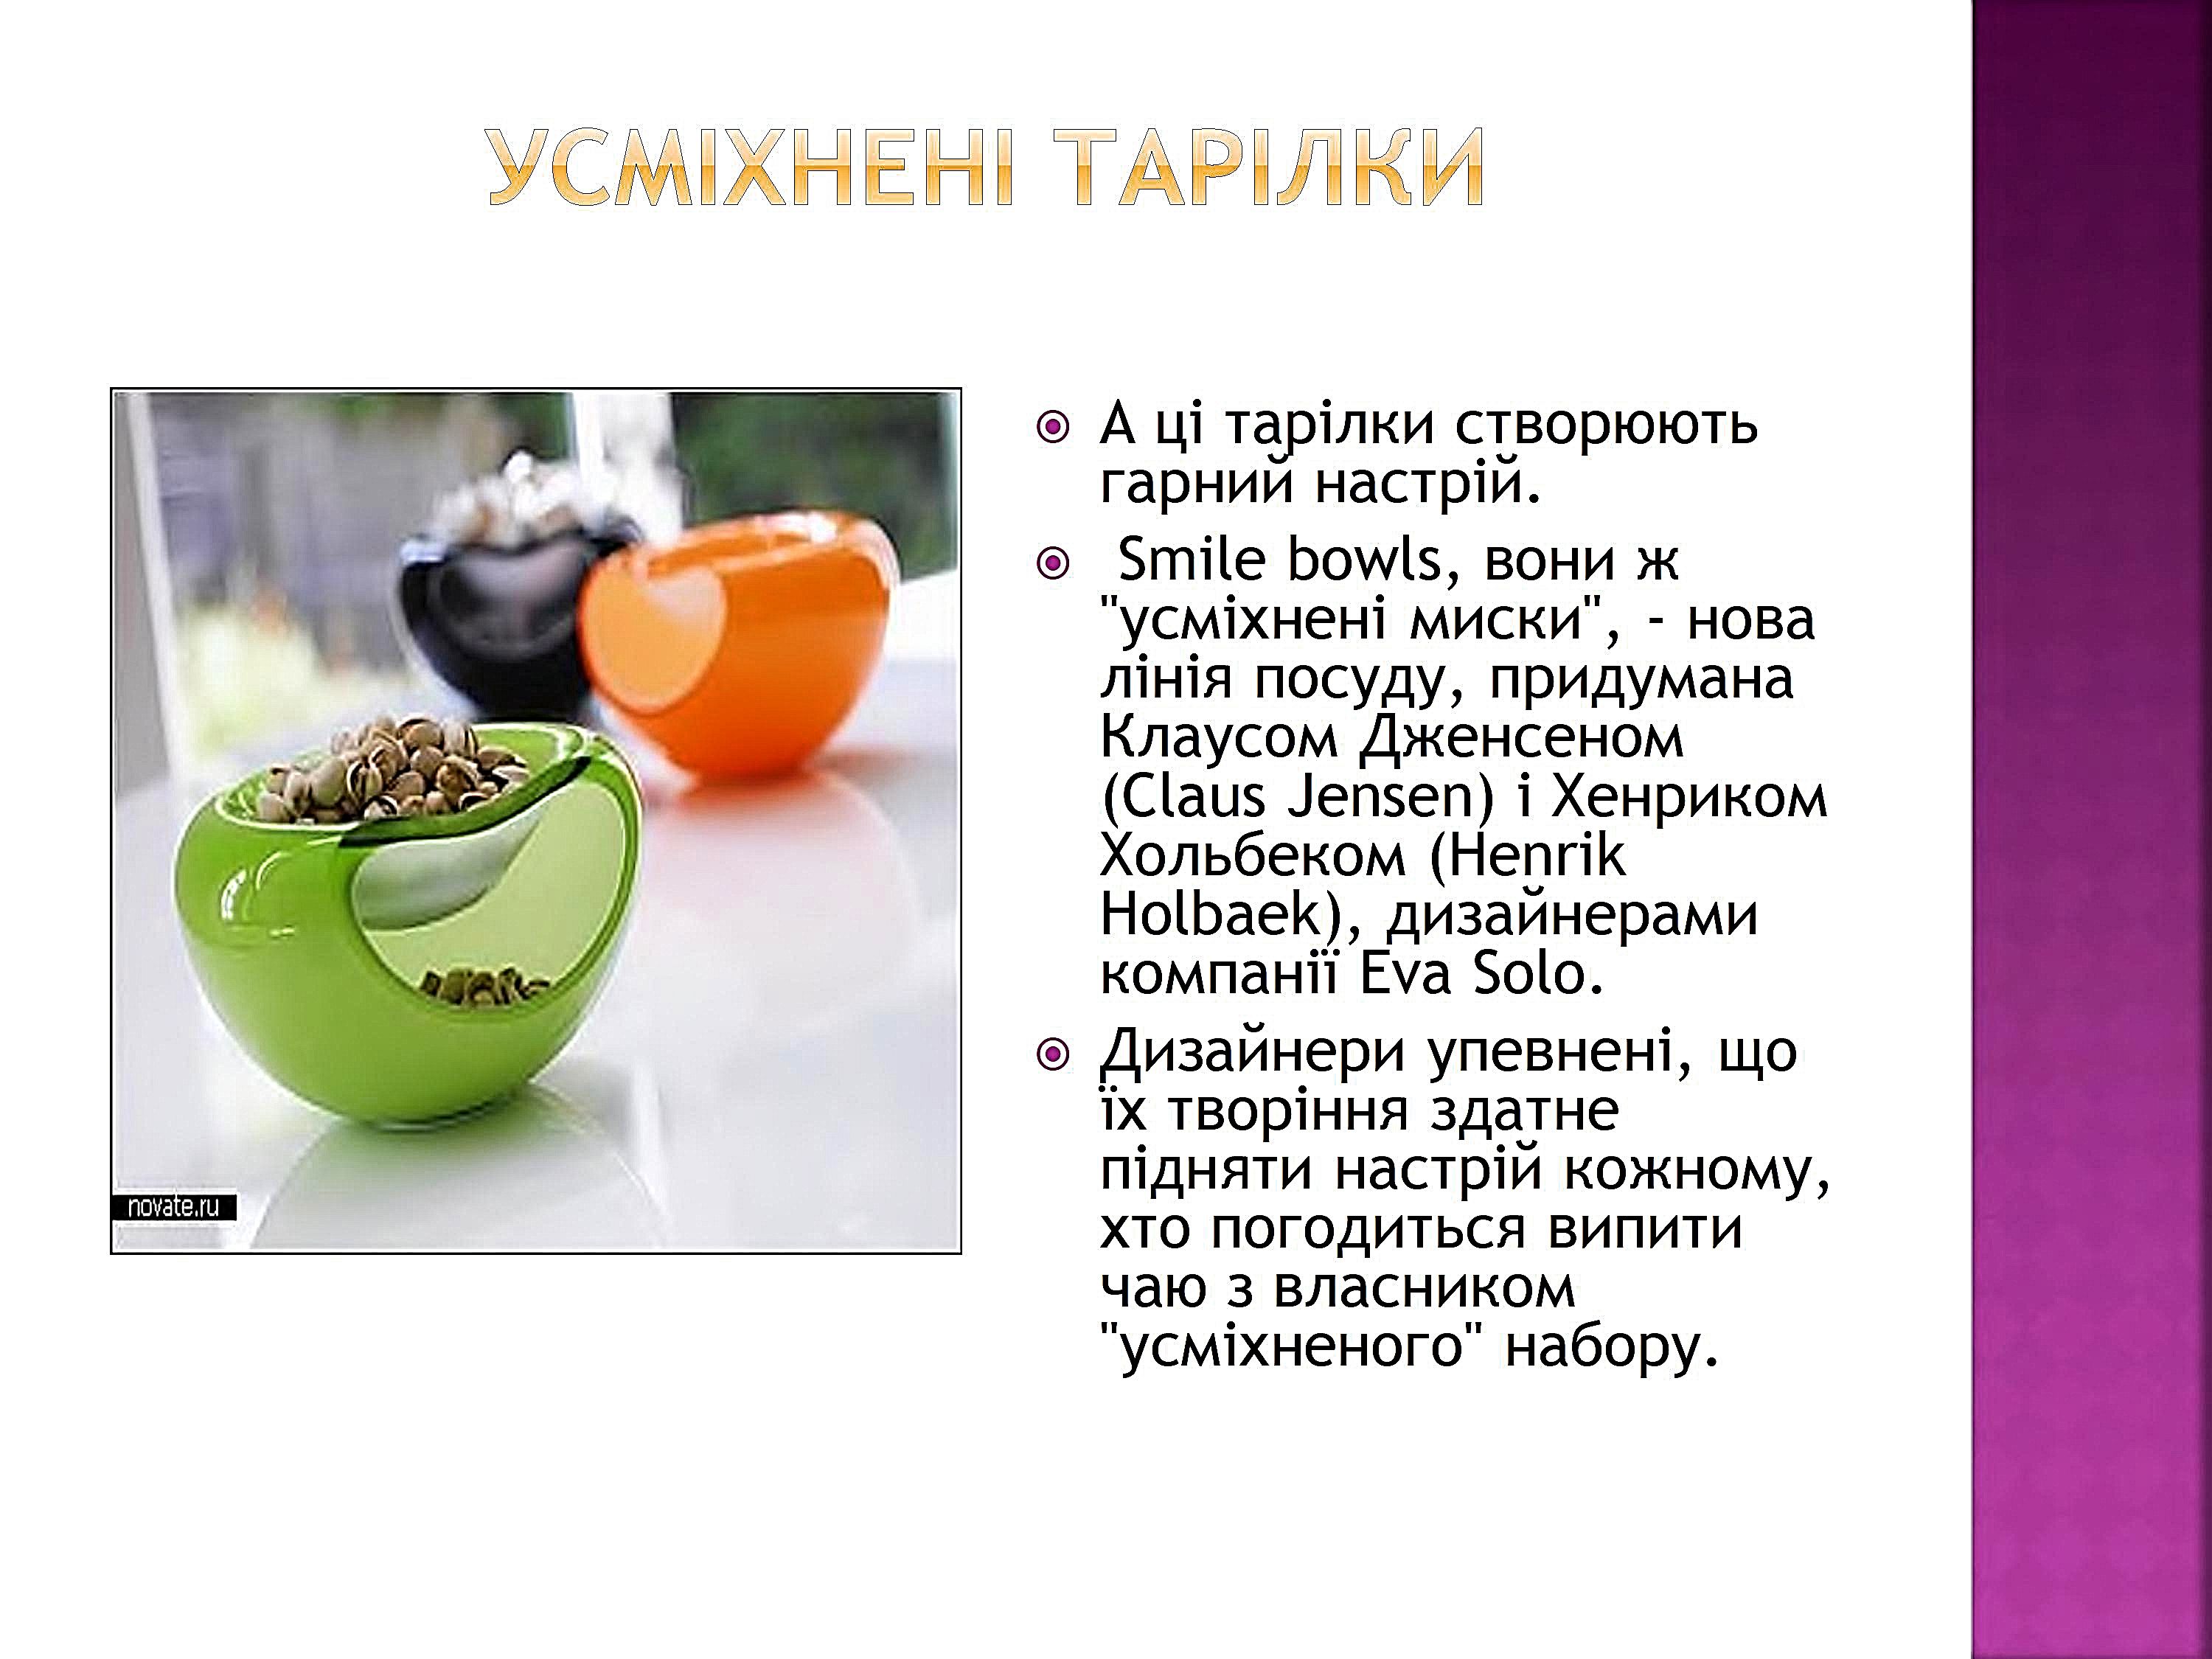 УСМІХНЕНІ ТАРІЛКИ
А ці тарілки створюють
гарний настрій.
Smile bowls, вони ж
"усміхнені миски", - нова
лінія посуду, придумана
Клаусом Дженсеном
(Claus Jensen) і Хенриком
Хольбеком (Henrik
Holbaek), дизайнерами
компанії Eva Solo.
Дизайнери упевнені, що
їх творіння здатне
підняти настрій кожному,
хто погодиться випити
чаю з власником
"усміхненого" набору.
novate.ru